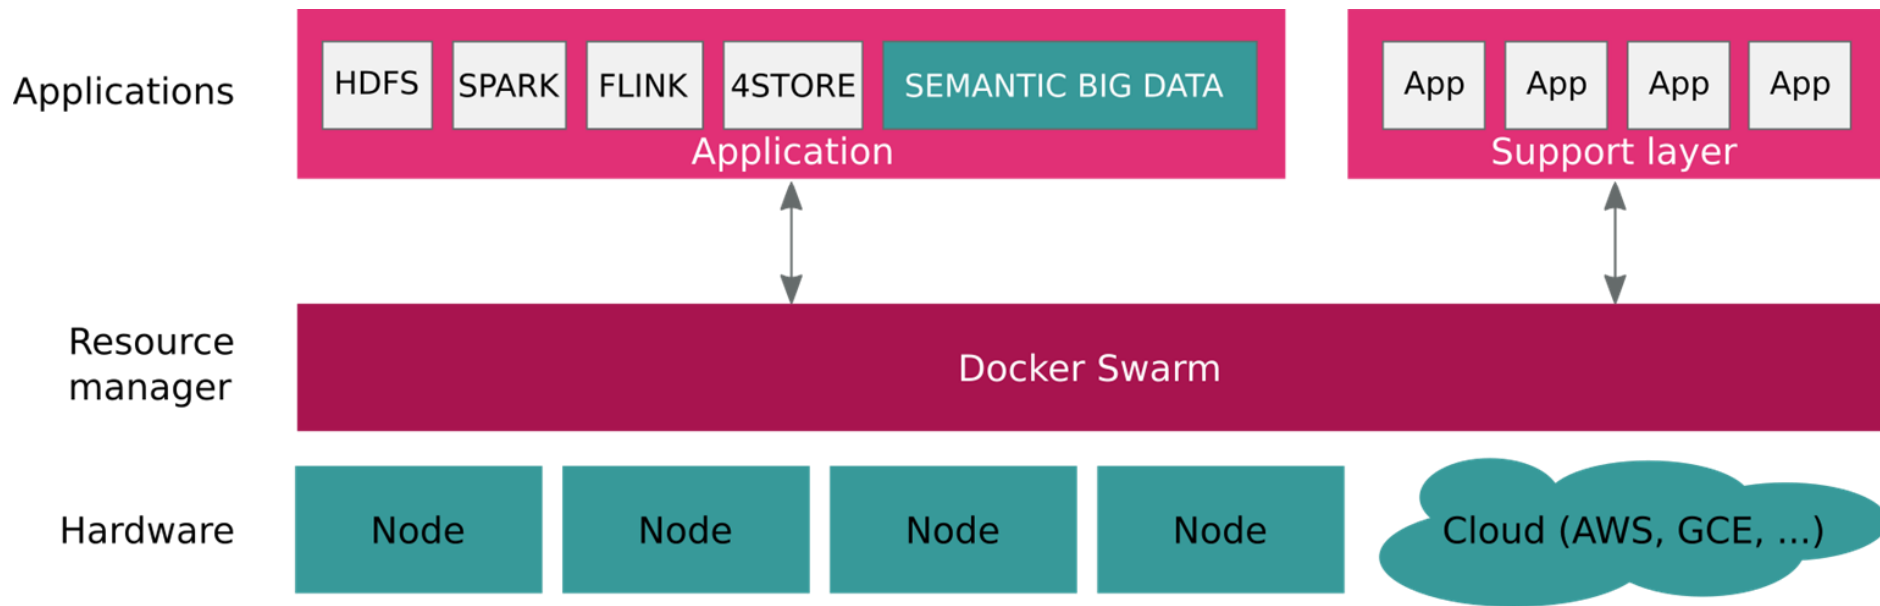 Applications
HDFS
SPARK
FLINK
4STORE
SEMANTIC BIG DATA
Application
App
App
App
App
Support layer
Resource
manager
Docker Swarm
Hardware
Node
Node
Node
Node
Cloud (AWS, GCE, ...)